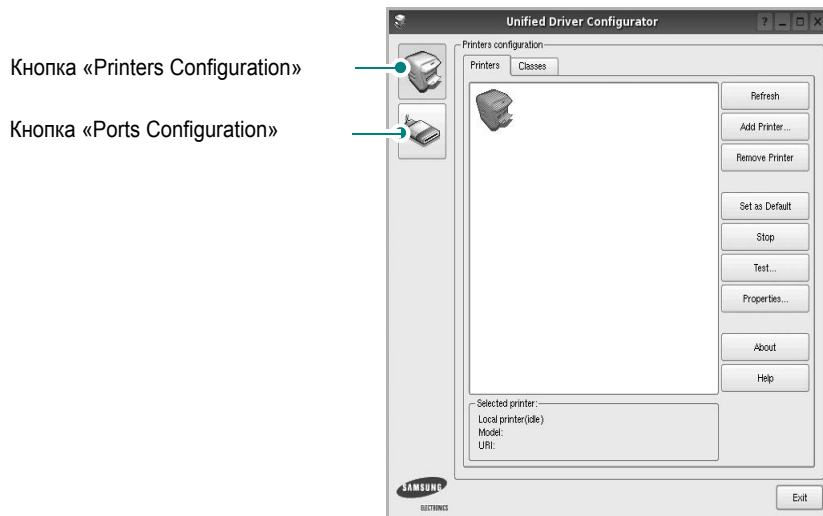 Unified Driver Configurator
Кнопка «Printers Configuration»
Кнопка «Ports Configuration»
Printers configuration
Printers
Classes
Refresh
Add Printer...
Remove Printer
Set as Default
Stop
Test...
Properties...
About
Help
Selected printer:
Local printer(idle)
Model:
URI:
SAMSUNG
ELECTRONICS
Exit